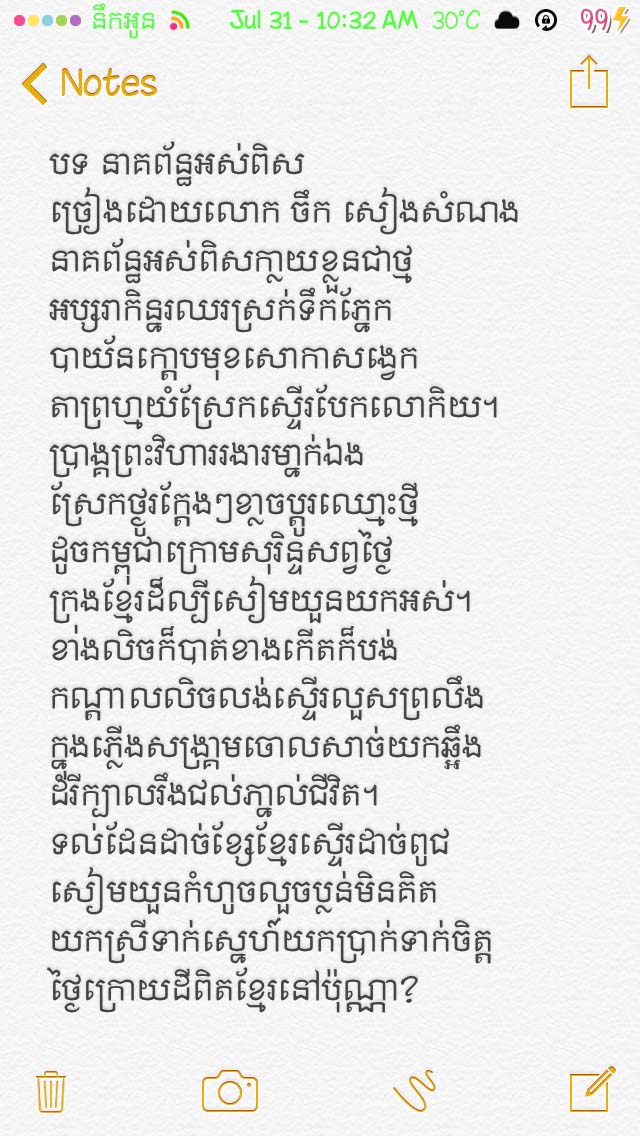 នឹកអូន Jul 31 - 10:32 AM 30°C 99
Notes
បទ នាគព័ន្ឋអស់ពិស
ច្រៀងដោយលោក ចឹក សៀងសំណង
នាគព័ន្ឋអស់ពិសកា្លយខ្លួនជាថ្ម
អប្សរាកិន្នរឈរស្រក់ទឹកភ្នែក
បាយ័នកោ្តបមុខសោកាសង្វេក
តាព្រហ្មយំស្រែកស្ទើរបែកលោកិយ។
ប្រាង្គព្រះវិហាររងារមា្នក់ឯង
ស្រែកថ្ងូរក្តែងៗខា្លចប្តូរឈោ្មះថ្មី
ដូចកម្ពុជាក្រោមសុរិន្ទសព្វថ្ងៃ
ក្រងខ្មែរដ៏ល្បីសៀមយួនយកអស់។
ខា់ងលិចក៏បាត់ខាងកើតក៏បង់
កណ្តាលលិចលង់ស្ទើរលួសព្រលឹង
ក្នុងភ្លើងសង្រ្គាមចោលសាច់យកឆ្អឹង
ដំរីក្បាលរឹងជល់ភា្នល់ជីវិត។
ទល់ដែនដាច់ខ្សែខ្មែរស្ទើរដាច់ពូជ
សៀមយួនកំហូចលួចប្លន់មិនគិត
យកស្រីទាក់ស្នេហ៍យកប្រាក់ទាក់ចិត្ត
ថ្ងៃក្រោយដីពិតខ្មែរនៅប៉ុណ្ណា?